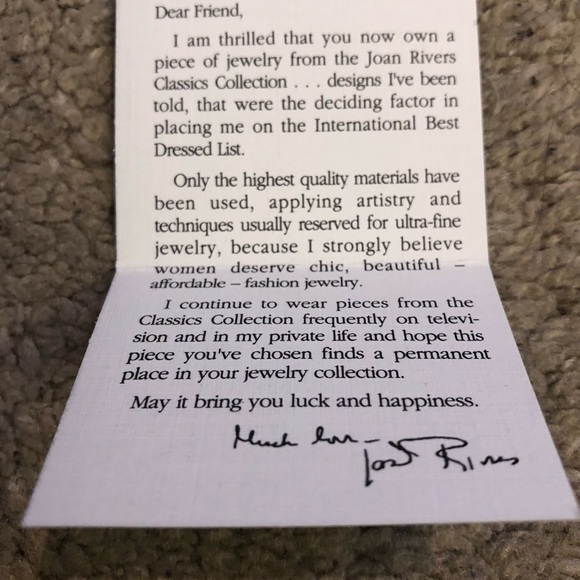 Dear Friend,
I am thrilled that you now own a
piece of jewelry from the Joan Rivers
Classics Collection . . . designs I've been
told, that were the deciding factor in
placing me on the International Best
Dressed List.
Only the highest quality materials have
been used, applying artistry and
techniques usually reserved for ultra-fine
jewelry, because I strongly believe
women deserve chic, beautiful –
affordable – fashion jewelry.
I continue to wear pieces from the
Classics Collection frequently on televi-
sion and in my private life and hope this
piece you've chosen finds a permanent
place in your jewelry collection.
May it bring you luck and happiness.
Much love –
Joan Rivers